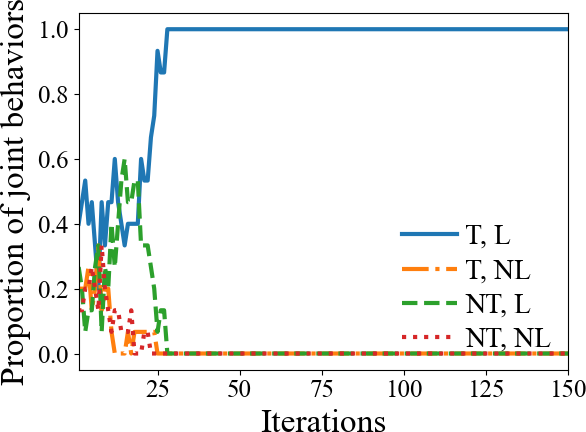 Proportion of joint behaviors
1.0
0.8
0.6
0.4
0.2
0.0
T, L
T, NL
NT, L
NT, NL
25 50 75 100 125 150
Iterations